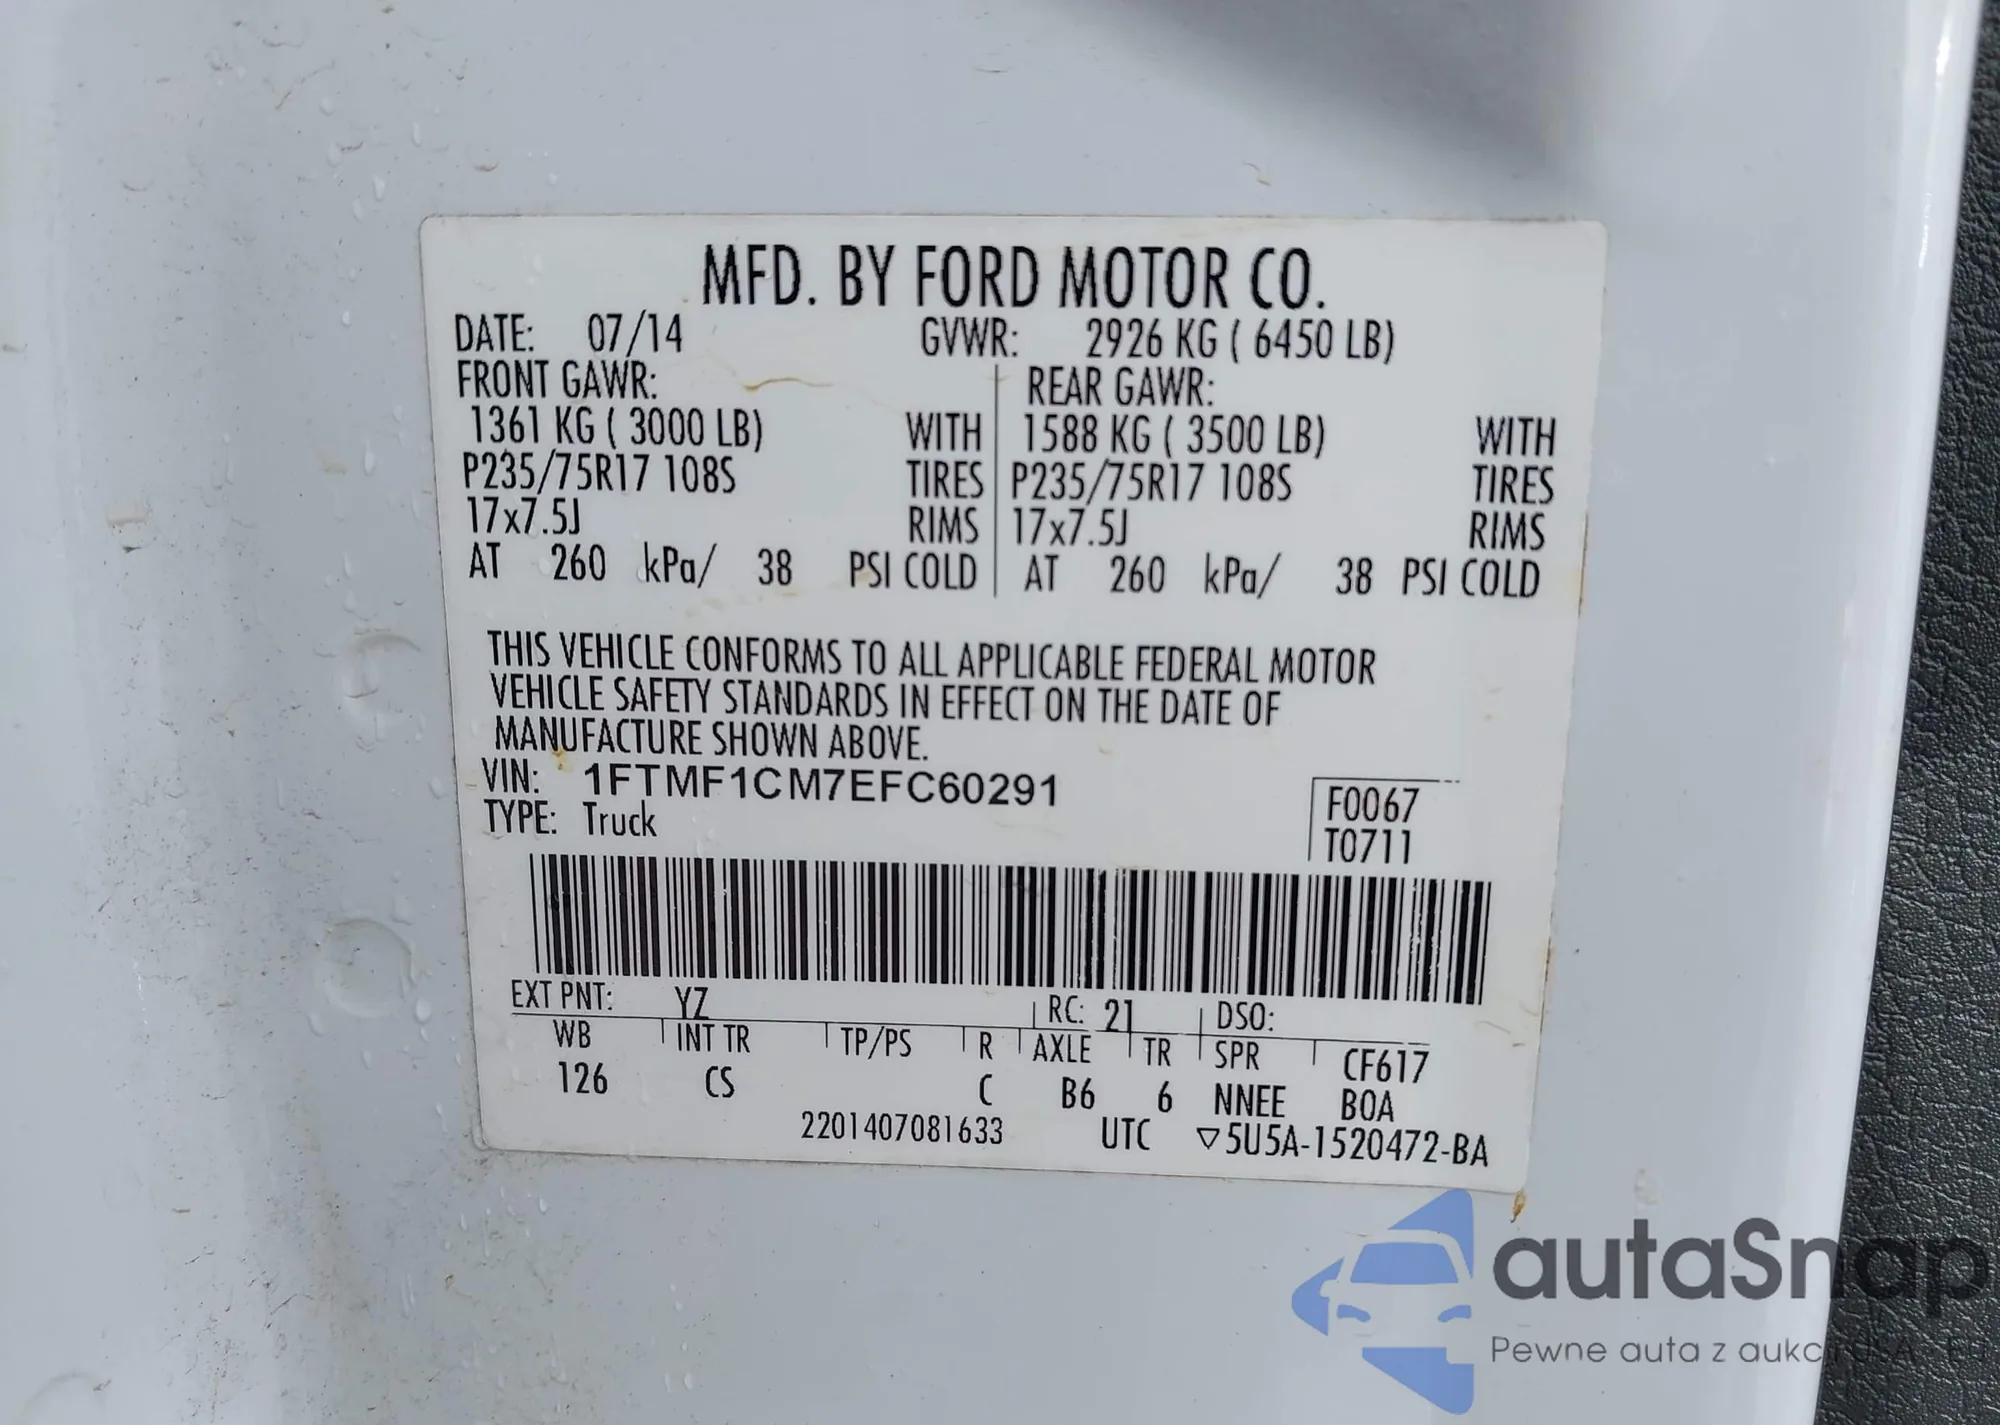 MFD. BY FORD MOTOR CO.
DATE: 07/14 GVWR: 2926 KG ( 6450 LB)
FRONT GAWR: REAR GAWR:
1361 KG ( 3000 LB) WITH 1588 KG ( 3500 LB) WITH
P235/75R17 108S TIRES P235/75R17 108S TIRES
17x7.5J RIMS 17x7.5J RIMS
AT 260 kPa/ 38 PSI COLD AT 260 kPa/ 38 PSI COLD
THIS VEHICLE CONFORMS TO ALL APPLICABLE FEDERAL MOTOR
VEHICLE SAFETY STANDARDS IN EFFECT ON THE DATE OF
MANUFACTURE SHOWN ABOVE.
VIN: 1FTMF1CM7EFC60291
F0067
TYPE: Truck
T0711
EXT PNT: YZ RC: 21 DSO:
WB INT TR TP/PS R AXLE TR SPR CF617
126 CS C B6 6 NNEE BOA
2201407081633 UTC ▽5U5A-1520472-BA
autaSnap
Pewne auta z aukcji USA - EU